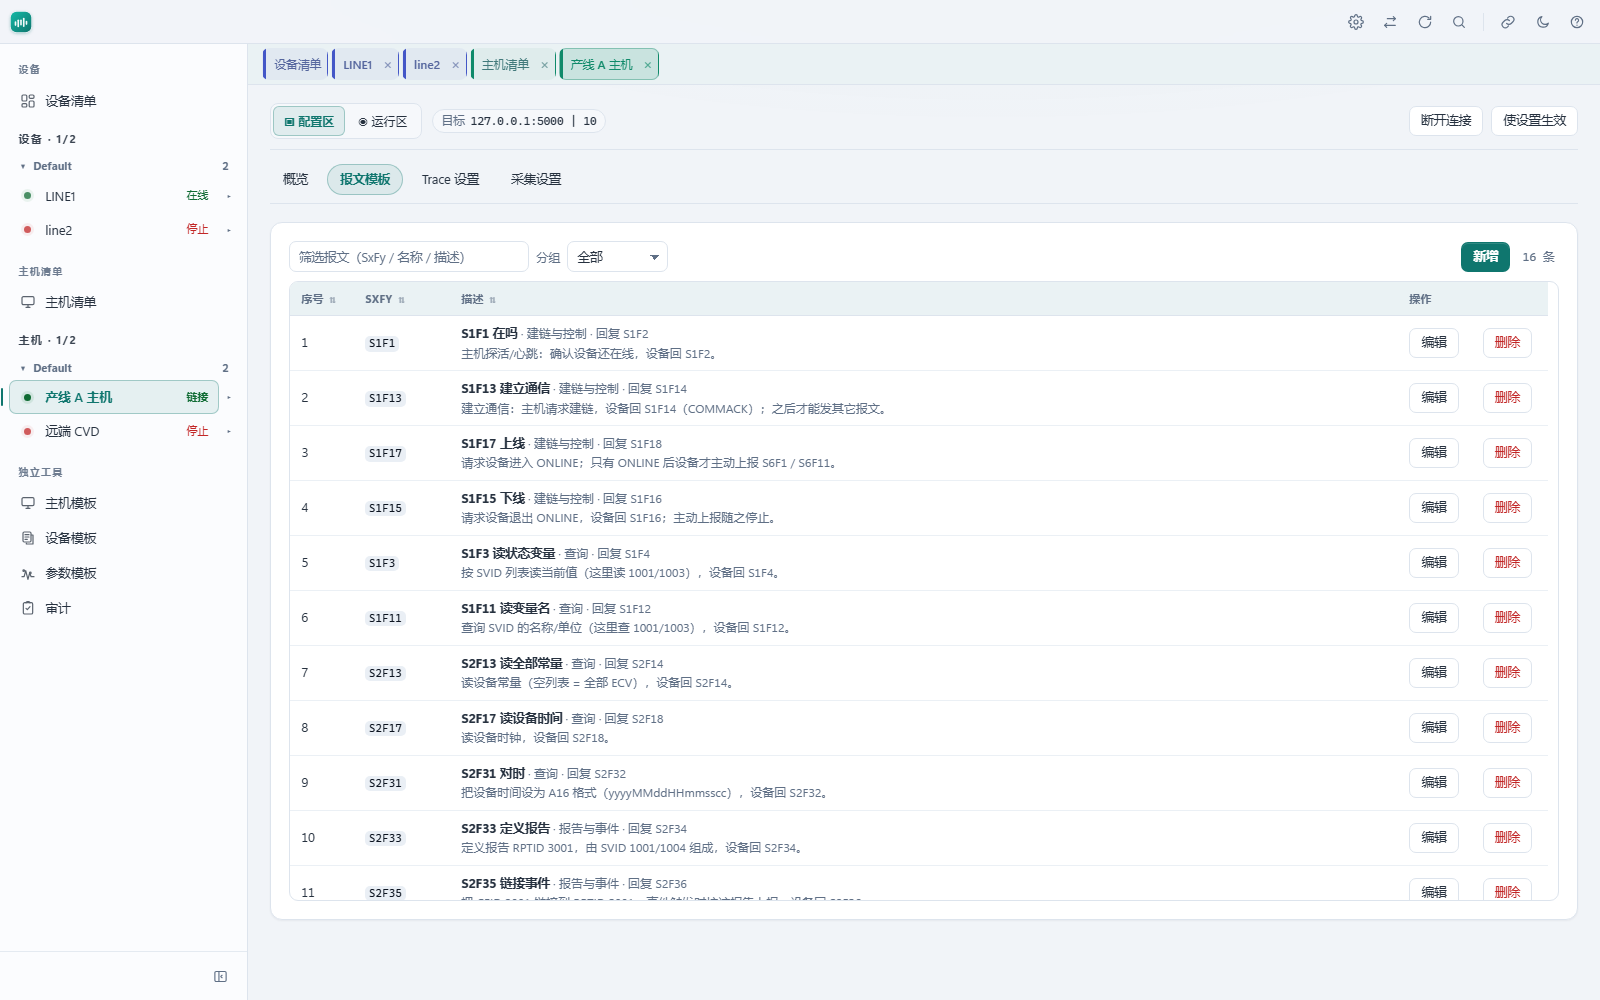 设备
设备清单
设备 · 1/2
Default 2
LINE1 在线
line2 停止
主机清单
主机清单
主机 · 1/2
Default 2
产线 A 主机 链接
远端 CVD 停止
独立工具
主机模板
设备模板
参数模板
审计
设备清单 LINE1 × line2 × 主机清单 × 产线 A 主机 ×
配置区 运行区 目标 127.0.0.1:5000 | 10 断开连接 使设置生效
概览 报文模板 Trace 设置 采集设置
筛选报文（SxFy / 名称 / 描述） 分组 全部 新增 16 条
序号 SXFY 描述 操作
1 S1F1 S1F1 在吗 · 建链与控制 · 回复 S1F2 编辑 删除
主机探活/心跳：确认设备还在线，设备回 S1F2。
2 S1F13 S1F13 建立通信 · 建链与控制 · 回复 S1F14 编辑 删除
建立通信：主机请求建链，设备回 S1F14（COMMACK）；之后才能发其它报文。
3 S1F17 S1F17 上线 · 建链与控制 · 回复 S1F18 编辑 删除
请求设备进入 ONLINE；只有 ONLINE 后设备才主动上报 S6F1 / S6F11。
4 S1F15 S1F15 下线 · 建链与控制 · 回复 S1F16 编辑 删除
请求设备退出 ONLINE，设备回 S1F16；主动上报随之停止。
5 S1F3 S1F3 读状态变量 · 查询 · 回复 S1F4 编辑 删除
按 SVID 列表读当前值（这里读 1001/1003），设备回 S1F4。
6 S1F11 S1F11 读变量名 · 查询 · 回复 S1F12 编辑 删除
查询 SVID 的名称/单位（这里查 1001/1003），设备回 S1F12。
7 S2F13 S2F13 读全部常量 · 查询 · 回复 S2F14 编辑 删除
读设备常量（空列表 = 全部 ECV），设备回 S2F14。
8 S2F17 S2F17 读设备时间 · 查询 · 回复 S2F18 编辑 删除
读设备时钟，设备回 S2F18。
9 S2F31 S2F31 对时 · 查询 · 回复 S2F32 编辑 删除
把设备时间设为 A16 格式（yyyyMMddHHmmsscc），设备回 S2F32。
10 S2F33 S2F33 定义报告 · 报告与事件 · 回复 S2F34 编辑 删除
定义报告 RPTID 3001，由 SVID 1001/1004 组成，设备回 S2F34。
11 S2F35 S2F35 链接事件 · 报告与事件 · 回复 S2F36 编辑 删除